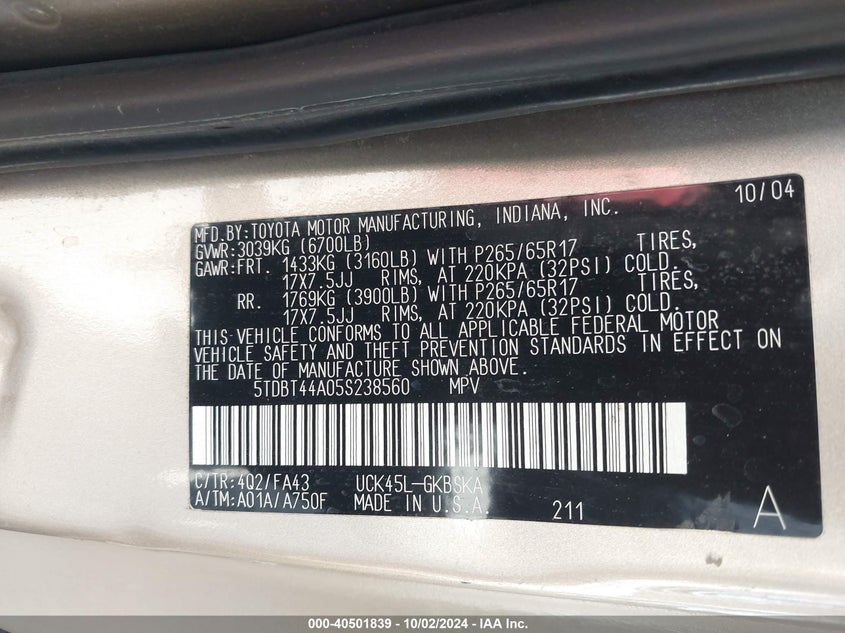 10/04
MFD.BY:TOYOTA MOTOR MANUFACTURING, INDIANA, INC.
GVWR:3039KG (6700LB)
GAWR:FRT. 1433KG (3160LB) WITH P265/65R17 TIRES,
17X7.5JJ RIMS, AT 220KPA (32PSI) COLD.
RR. 1769KG (3900LB) WITH P265/65R17 TIRES,
17X7.5JJ RIMS, AT 220KPA (32PSI) COLD.
THIS VEHICLE CONFORMS TO ALL APPLICABLE FEDERAL MOTOR
VEHICLE SAFETY AND THEFT PREVENTION STANDARDS IN EFFECT ON
THE DATE OF MANUFACTURE SHOWN ABOVE.
5TDBT44A05S238560 MPV
C/TR:4Q2/FA43 UCK45L-GKBSKA
A/TM:A01A/A750F MADE IN U.S.A. 211 A
000-40501839 - 10/02/2024 - IAA Inc.